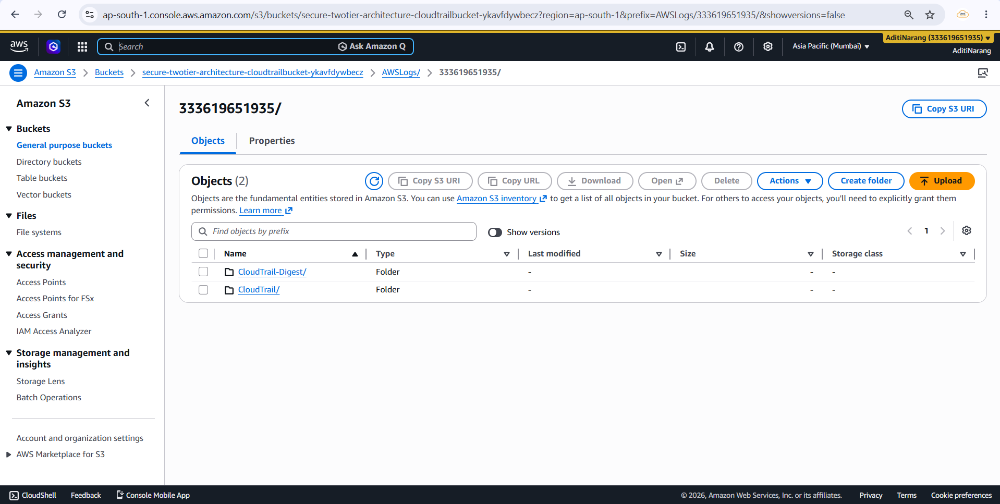 ap-south-1.console.aws.amazon.com/s3/buckets/secure-twotier-architecture-cloudtrailbucket-ykavfdywbecz?region=ap-south-1&prefix=AWSLogs/333619651935/&showversions=false
aws
Search
Ask Amazon Q
Asia Pacific (Mumbai)
AditiNarang (333619651935)
AditiNarang
Amazon S3
Buckets
secure-twotier-architecture-cloudtrailbucket-ykavfdywbecz
AWSLogs/
333619651935/
Amazon S3
Buckets
General purpose buckets
Directory buckets
Table buckets
Vector buckets
Files
File systems
Access management and
security
Access Points
Access Points for FSx
Access Grants
IAM Access Analyzer
Storage management and
insights
Storage Lens
Batch Operations
Account and organization settings
AWS Marketplace for S3
333619651935/
Copy S3 URI
Objects
Properties
Objects (2)
Copy S3 URI
Copy URL
Download
Open
Delete
Actions
Create folder
Upload
Objects are the fundamental entities stored in Amazon S3. You can use Amazon S3 inventory to get a list of all objects in your bucket. For others to access your objects, you'll need to explicitly grant them
permissions. Learn more
Find objects by prefix
Show versions
1
Name Type Last modified Size Storage class
CloudTrail-Digest/ Folder - - -
CloudTrail/ Folder - - -
CloudShell
Feedback
Console Mobile App
© 2026, Amazon Web Services, Inc. or its affiliates.
Privacy
Terms
Cookie preferences